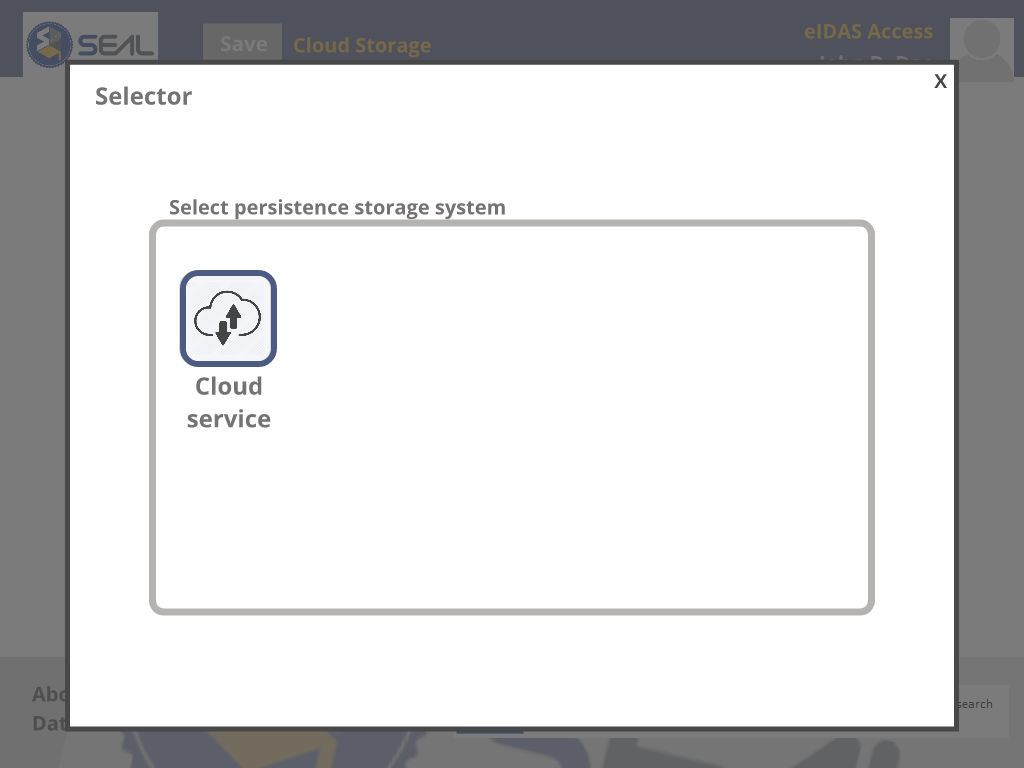 SEAL
Save
Cloud Storage
eIDAS Access
X
Selector
Select persistence storage system
Cloud
service
search